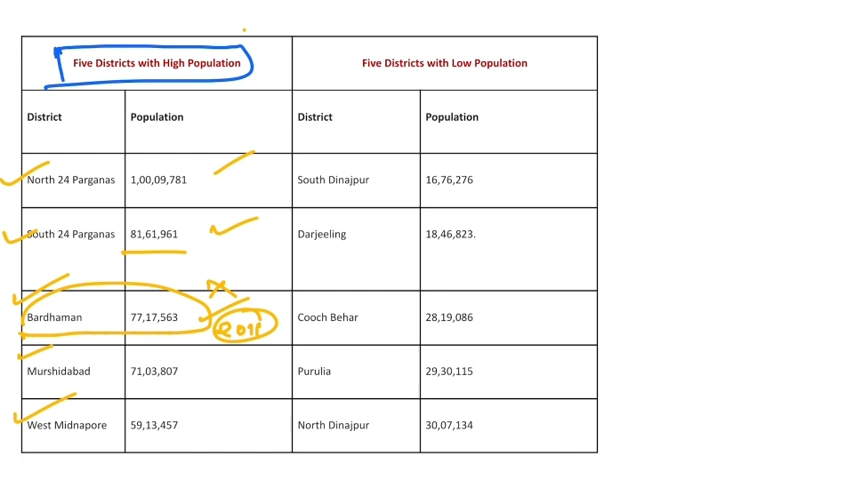 Five Districts with High Population
Five Districts with Low Population
District
Population
District
Population
North 24 Parganas
1,00,09,781
South Dinajpur
16,76,276
South 24 Parganas
81,61,961
Darjeeling
18,46,823.
Bardhaman
77,17,563
Cooch Behar
28,19,086
Murshidabad
71,03,807
Purulia
29,30,115
West Midnapore
59,13,457
North Dinajpur
30,07,134